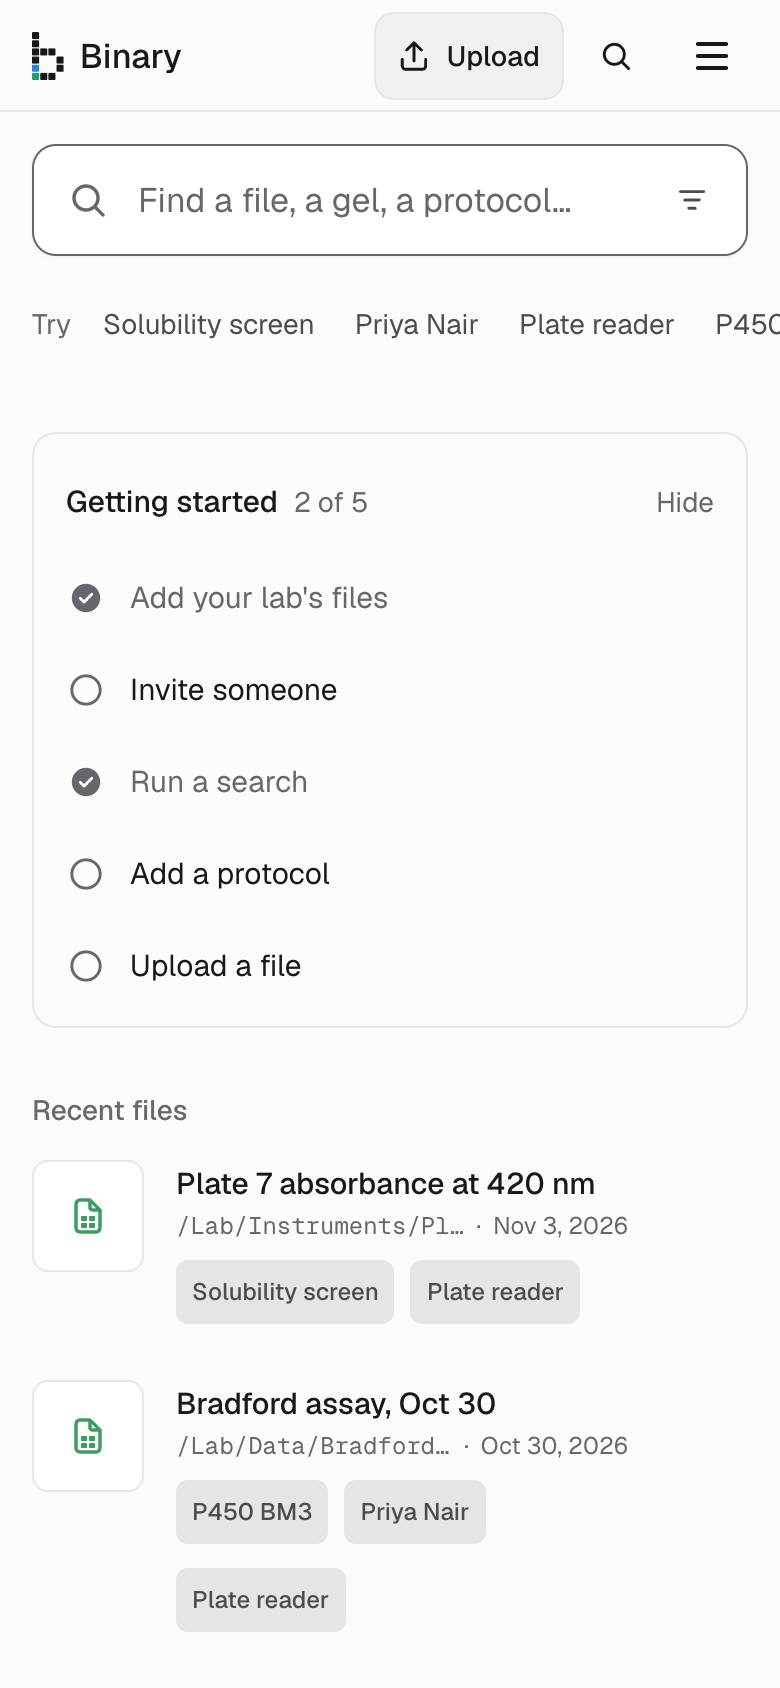 Binary
Upload
Find a file, a gel, a protocol...
Try Solubility screen Priya Nair Plate reader P450
Getting started 2 of 5 Hide
Add your lab's files
Invite someone
Run a search
Add a protocol
Upload a file
Recent files
Plate 7 absorbance at 420 nm
/Lab/Instruments/Pl… · Nov 3, 2026
Solubility screen Plate reader
Bradford assay, Oct 30
/Lab/Data/Bradford… · Oct 30, 2026
P450 BM3 Priya Nair
Plate reader